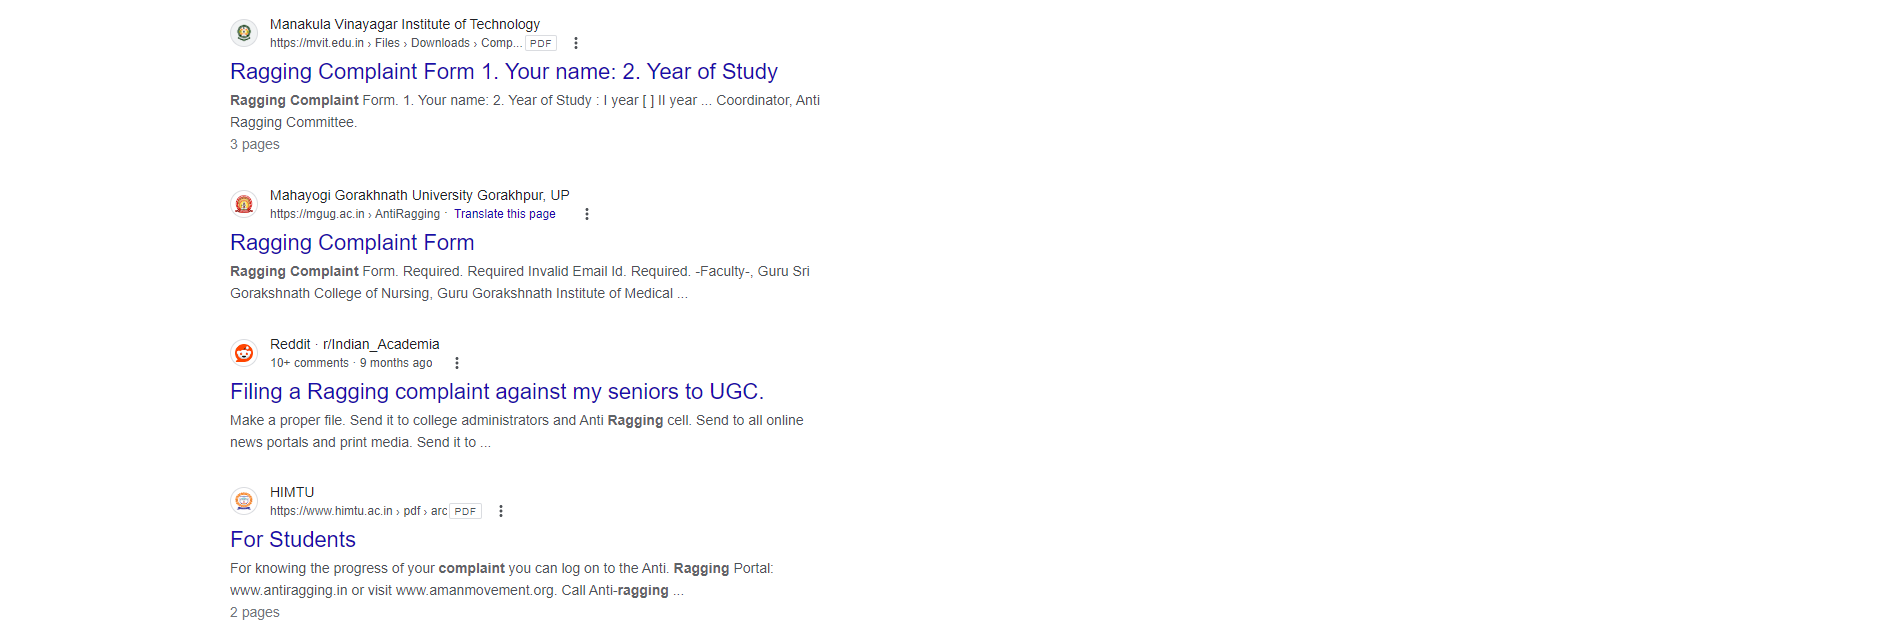 Manakula Vinayagar Institute of Technology
https://mvit.edu.in › Files › Downloads › Comp... PDF
Ragging Complaint Form 1. Your name: 2. Year of Study
Ragging Complaint Form. 1. Your name: 2. Year of Study : I year [ ] II year ... Coordinator, Anti
Ragging Committee.
3 pages
Mahayogi Gorakhnath University Gorakhpur, UP
https://mgug.ac.in › AntiRagging · Translate this page
Ragging Complaint Form
Ragging Complaint Form. Required. Required Invalid Email Id. Required. -Faculty-, Guru Sri
Gorakshnath College of Nursing, Guru Gorakshnath Institute of Medical ...
Reddit · r/Indian_Academia
10+ comments · 9 months ago
Filing a Ragging complaint against my seniors to UGC.
Make a proper file. Send it to college administrators and Anti Ragging cell. Send to all online
news portals and print media. Send it to ...
HIMTU
https://www.himtu.ac.in › pdf › arc PDF
For Students
For knowing the progress of your complaint you can log on to the Anti. Ragging Portal:
www.antiragging.in or visit www.amanmovement.org. Call Anti-ragging ...
2 pages